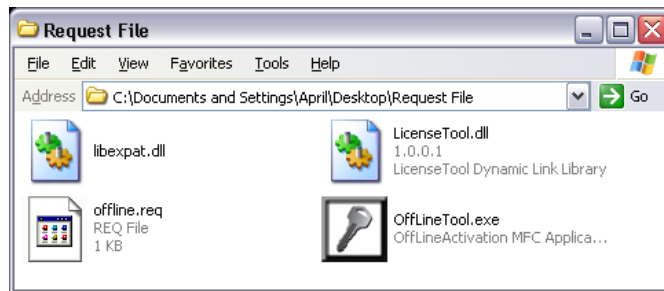 Request File
File Edit View Favorites Tools Help
Address C:\Documents and Settings\April\Desktop\Request File Go
libexpat.dll
LicenseTool.dll
1.0.0.1
LicenseTool Dynamic Link Library
offline.req
REQ File
1 KB
OffLineTool.exe
OffLineActivation MFC Applica...